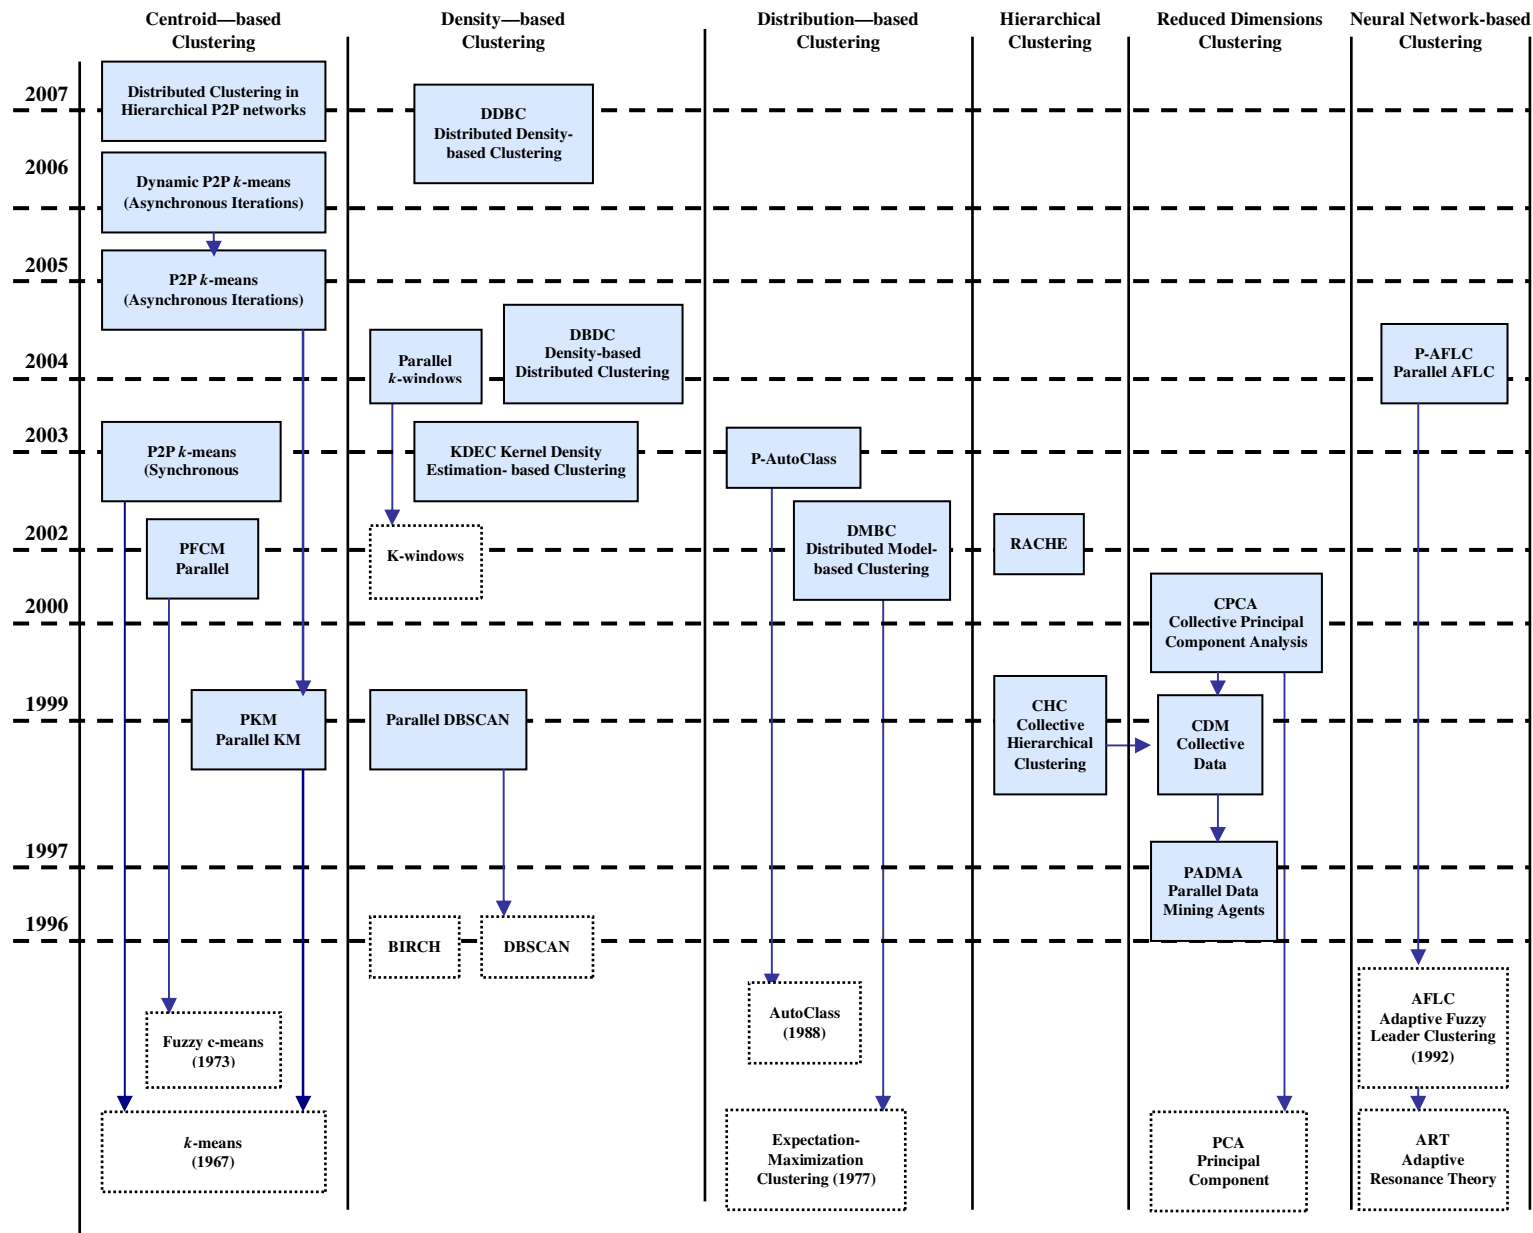 Centroid—based
Clustering
Density—based
Clustering
Distribution—based
Clustering
Hierarchical
Clustering
Reduced Dimensions
Clustering
Neural Network-based
Clustering
2007
Distributed Clustering in
Hierarchical P2P networks
DDBC
Distributed Density-
based Clustering
2006
Dynamic P2P k-means
(Asynchronous Iterations)
2005
P2P k-means
(Asynchronous Iterations)
2004
Parallel
k-windows
DBDC
Density-based
Distributed Clustering
P-AFLC
Parallel AFLC
2003
P2P k-means
(Synchronous
KDEC Kernel Density
Estimation- based Clustering
P-AutoClass
2002
PFCM
Parallel
K-windows
DMBC
Distributed Model-
based Clustering
RACHE
2000
CPCA
Collective Principal
Component Analysis
1999
PKM
Parallel KM
Parallel DBSCAN
CHC
Collective
Hierarchical
Clustering
CDM
Collective
Data
1997
PADMA
Parallel Data
Mining Agents
1996
BIRCH
DBSCAN
Fuzzy c-means
(1973)
AutoClass
(1988)
AFLC
Adaptive Fuzzy
Leader Clustering
(1992)
k-means
(1967)
Expectation-
Maximization
Clustering (1977)
PCA
Principal
Component
ART
Adaptive
Resonance Theory